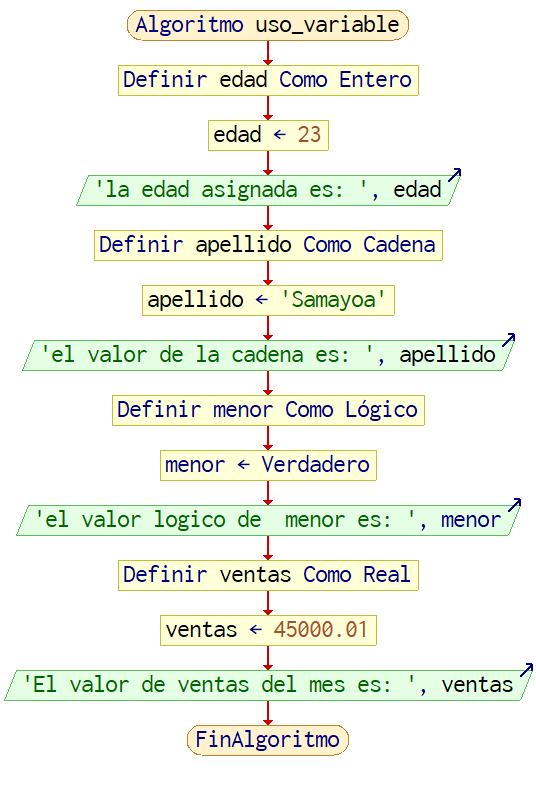 Algoritmo uso_variable
Definir edad Como Entero
edad ← 23
'la edad asignada es: ', edad
Definir apellido Como Cadena
apellido ← 'Samayoa'
'el valor de la cadena es: ', apellido
Definir menor Como Lógico
menor ← Verdadero
'el valor logico de  menor es: ', menor
Definir ventas Como Real
ventas ← 45000.01
'El valor de ventas del mes es: ', ventas
FinAlgoritmo